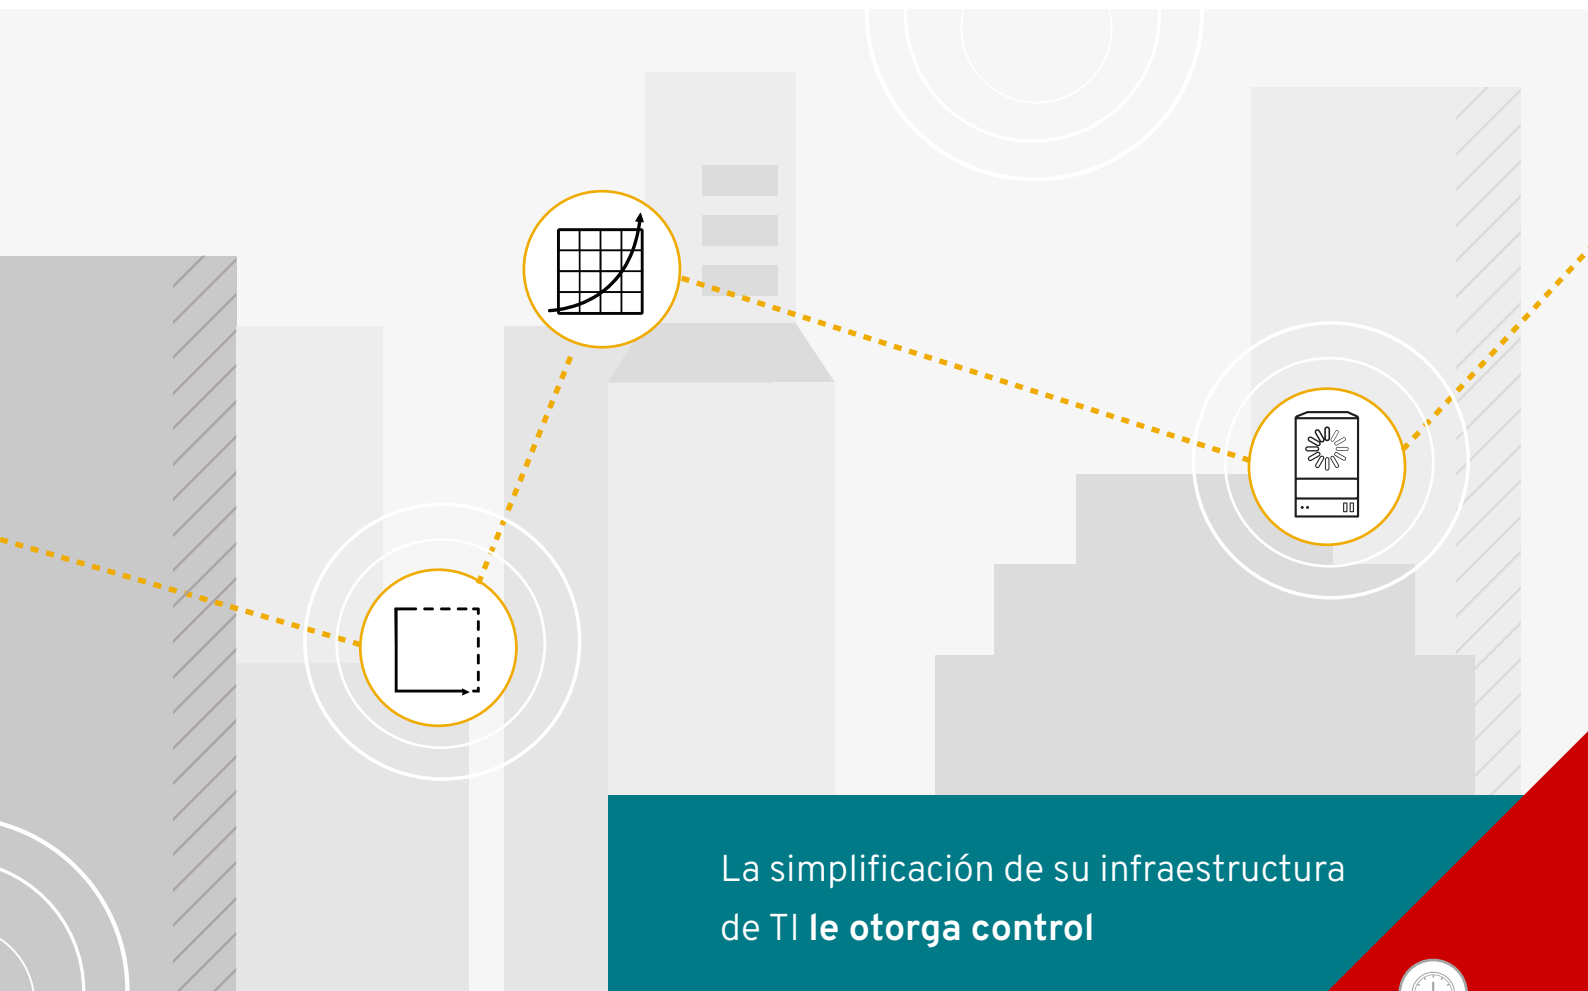 La simplificación de su infraestructura
de TI le otorga control